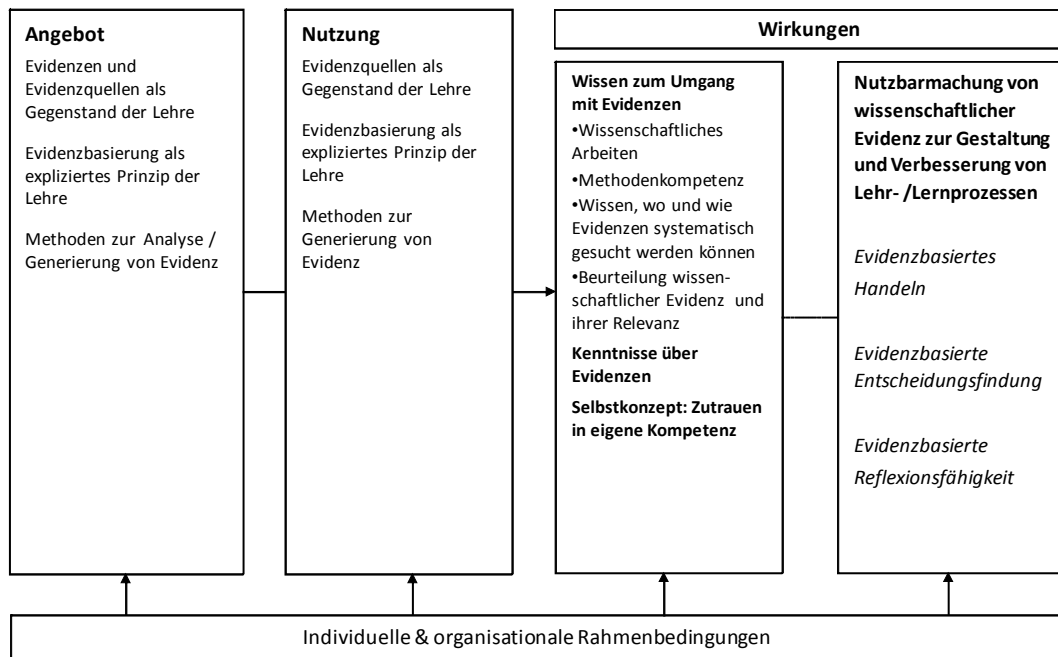 Angebot
Evidenzen und
Evidenzquellen als
Gegenstand der Lehre
Evidenzbasierung als
expliziertes Prinzip der
Lehre
Methoden zur Analyse /
Generierung von Evidenz
Nutzung
Evidenzquellen als
Gegenstand der Lehre
Evidenzbasierung als
expliziertes Prinzip der
Lehre
Methoden zur
Generierung von
Evidenz
Wirkungen
Wissen zum Umgang
mit Evidenzen
•Wissenschaftliches
Arbeiten
•Methodenkompetenz
•Wissen, wo und wie
Evidenzen systematisch
gesucht werden können
•Beurteilung wissen-
schaftlicher Evidenz und
ihrer Relevanz
Kenntnisse über
Evidenzen
Selbstkonzept: Zutrauen
in eigene Kompetenz
Nutzbarmachung von
wissenschaftlicher
Evidenz zur Gestaltung
und Verbesserung von
Lehr- /Lernprozessen
Evidenzbasiertes
Handeln
Evidenzbasierte
Entscheidungsfindung
Evidenzbasierte
Reflexionsfähigkeit
Individuelle & organisationale Rahmenbedingungen